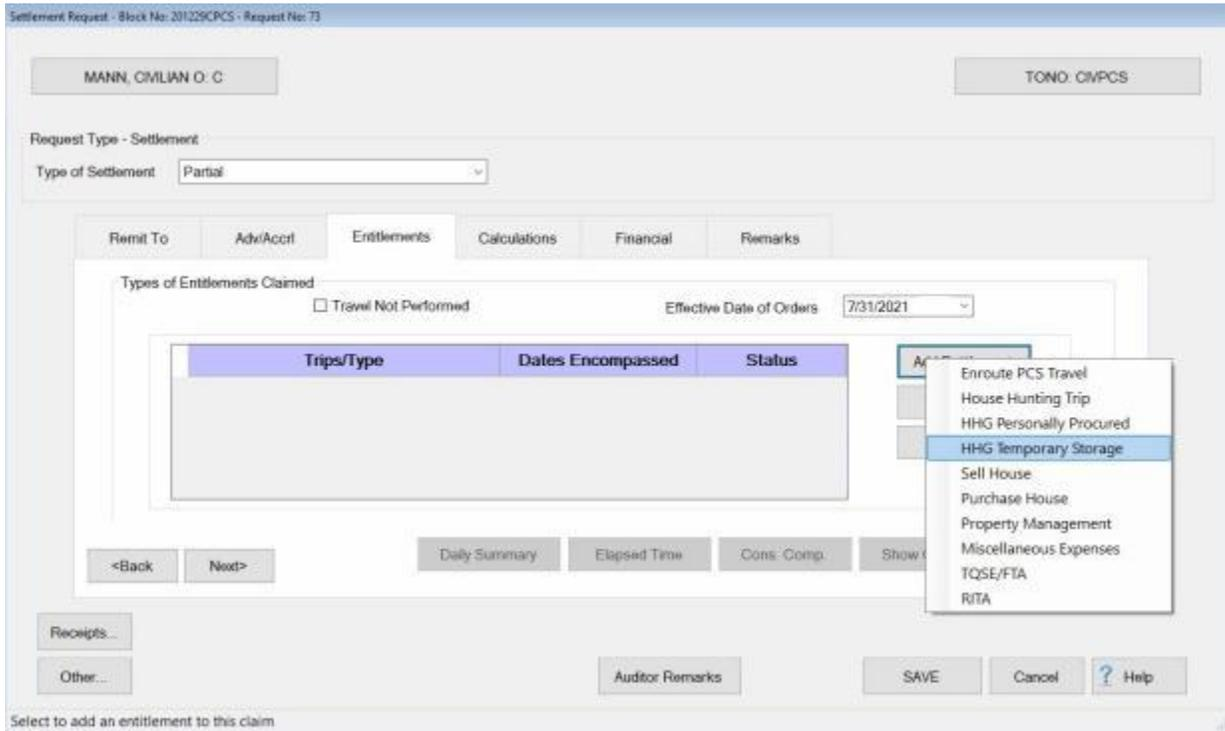 Settlement Request - Block No: 201229CPCS - Request No: 73
MANN, CIVILIAN O: C
TONO: CIVPCS
Request Type - Settlement
Type of Settlement
Partial
Remit To
Adv/Accrl
Entitlements
Calculations
Financial
Remarks
Types of Entitlements Claimed
Travel Not Performed
Effective Date of Orders
7/31/2021
Trips/Type
Dates Encompassed
Status
Enroute PCS Travel
House Hunting Trip
HHG Personally Procured
HHG Temporary Storage
Sell House
Purchase House
Property Management
Miscellaneous Expenses
TQSE/FTA
RITA
<Back
Next>
Daily Summary
Elapsed Time
Cons. Comp.
Show
Receipts...
Other...
Auditor Remarks
SAVE
Cancel
? Help
Select to add an entitlement to this claim